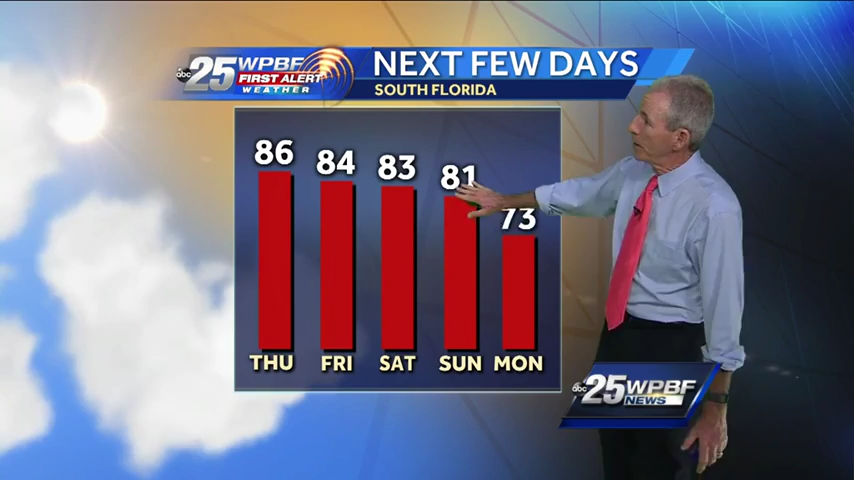 abc 25 WPBF
FIRST ALERT
WEATHER
NEXT FEW DAYS
SOUTH FLORIDA
86 84 83 81 73
THU FRI SAT SUN MON
abc 25 WPBF
NEWS